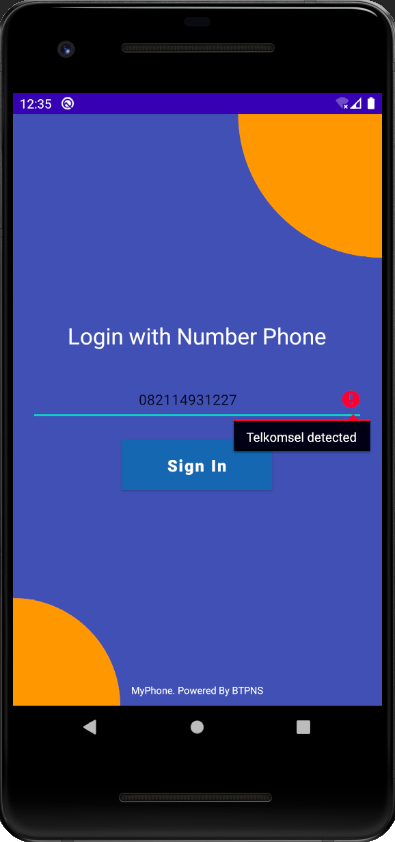 12:35
Login with Number Phone
082114931227
Telkomsel detected
Sign In
MyPhone. Powered By BTPNS